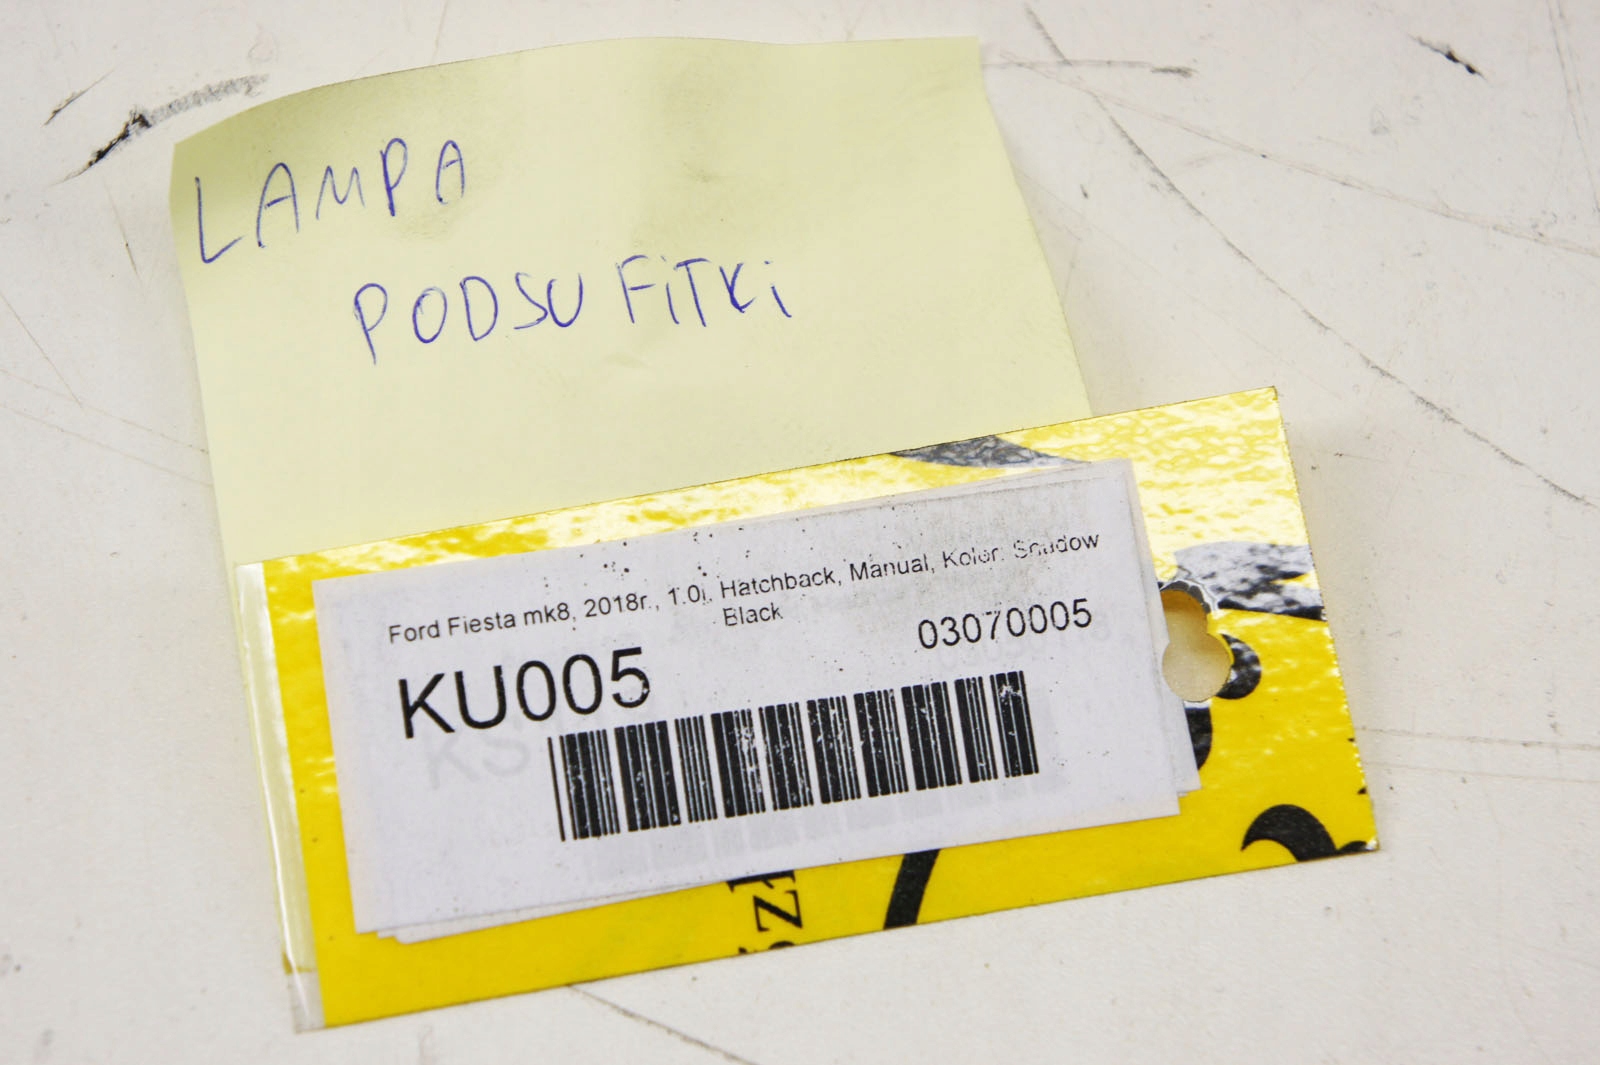 LAMPA
PODSUFITKI
Ford Fiesta mk8, 2018r., 1.0i, Hatchback, Manual, Kolor: Shadow
Black
KU005
03070005